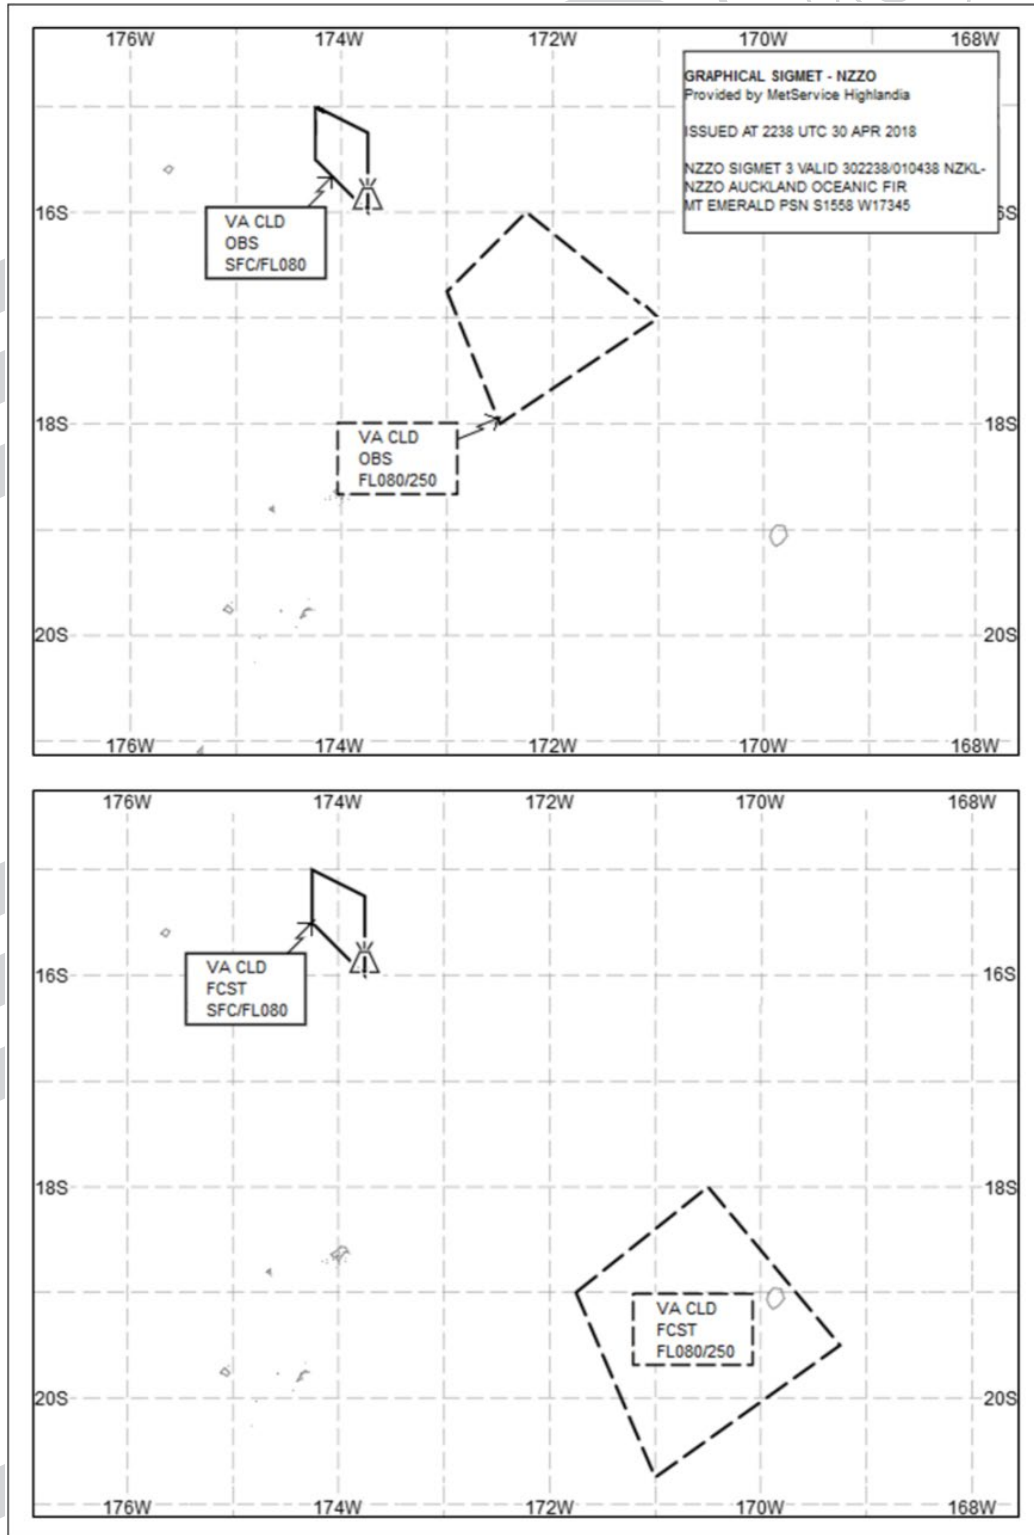 176W 174W 172W 170W 168W
GRAPHICAL SIGMET - NZZO
Provided by MetService Highlandia
ISSUED AT 2238 UTC 30 APR 2018
NZZO SIGMET 3 VALID 302238/010438 NZKL-
NZZO AUCKLAND OCEANIC FIR
MT EMERALD PSN S1558 W17345
16S 6S
VA CLD
OBS
SFC/FL080
18S 18S
VA CLD
OBS
FL080/250
20S 20S
176W 174W 172W 170W 168W
176W 174W 172W 170W 168W
VA CLD
FCST
SFC/FL080
16S 16S
18S 18S
VA CLD
FCST
FL080/250
20S 20S
176W 174W 172W 170W 168W